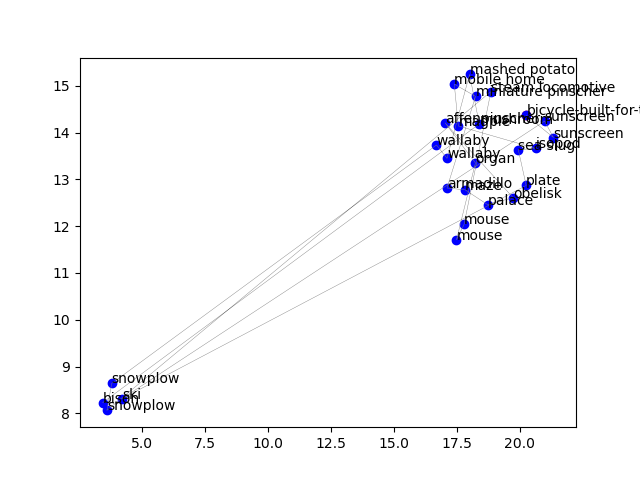 mashed potato
mobile home
steam locomotive
miniature pinscher
bicycle-built-for-
sunscreen
affenpinscher
magpie
sunscreen
wallaby
isopod
sea slug
wallaby
organ
plate
armadillo
maze
obelisk
palace
mouse
mouse
snowplow
ski
bison
snowplow
15
14
13
12
11
10
9
8
5.0
7.5
10.0
12.5
15.0
17.5
20.0